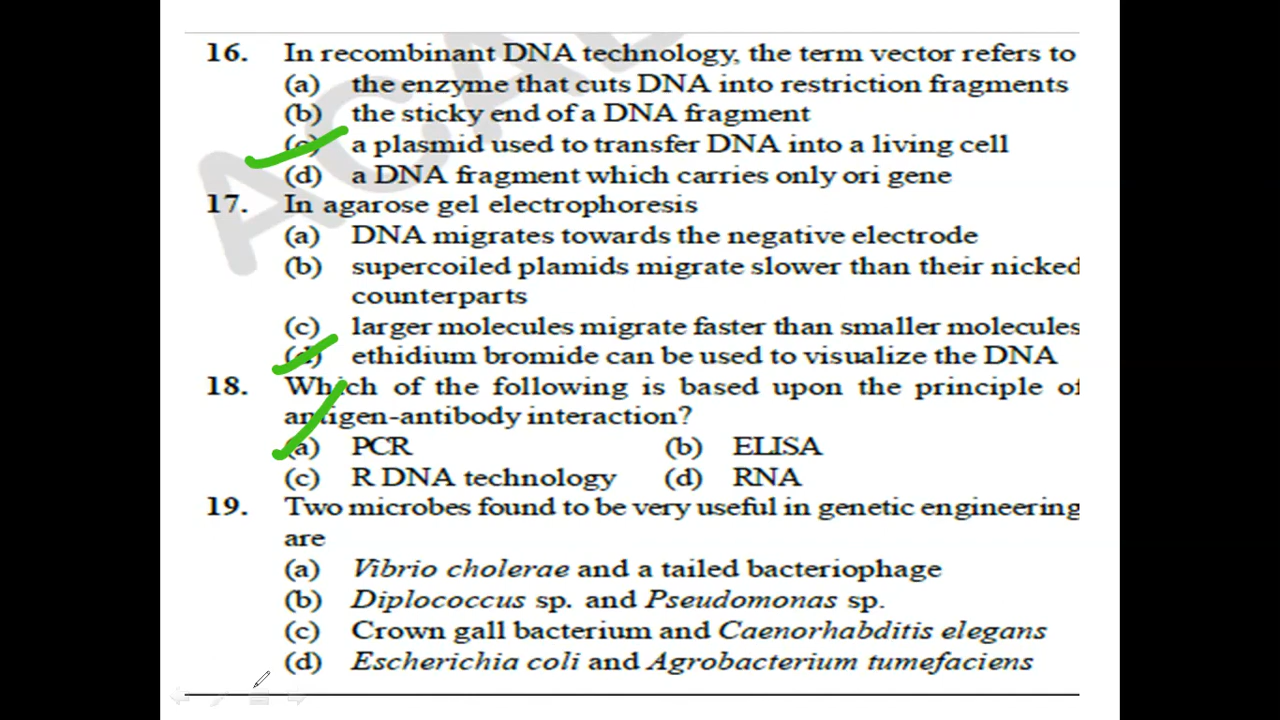 16. In recombinant DNA technology, the term vector refers to
(a) the enzyme that cuts DNA into restriction fragments
(b) the sticky end of a DNA fragment
(c) a plasmid used to transfer DNA into a living cell
(d) a DNA fragment which carries only ori gene
17. In agarose gel electrophoresis
(a) DNA migrates towards the negative electrode
(b) supercoiled plamids migrate slower than their nicked
counterparts
(c) larger molecules migrate faster than smaller molecules
(d) ethidium bromide can be used to visualize the DNA
18. Which of the following is based upon the principle of
antigen-antibody interaction?
(a) PCR (b) ELISA
(c) R DNA technology (d) RNA
19. Two microbes found to be very useful in genetic engineering
are
(a) Vibrio cholerae and a tailed bacteriophage
(b) Diplococcus sp. and Pseudomonas sp.
(c) Crown gall bacterium and Caenorhabditis elegans
(d) Escherichia coli and Agrobacterium tumefaciens